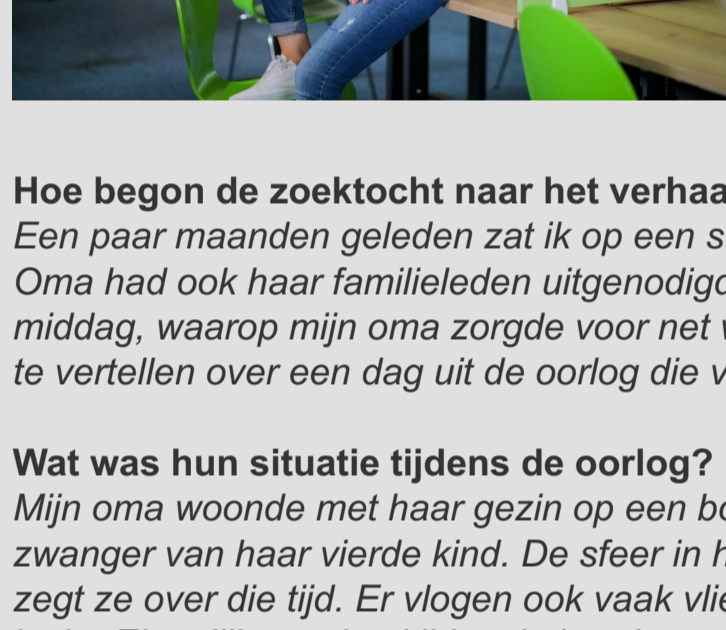 Hoe begon de zoektocht naar het verhaa
Een paar maanden geleden zat ik op een s
Oma had ook haar familieleden uitgenodigd
middag, waarop mijn oma zorgde voor net
te vertellen over een dag uit de oorlog die v
Wat was hun situatie tijdens de oorlog?
Mijn oma woonde met haar gezin op een bo
zwanger van haar vierde kind. De sfeer in h
zegt ze over die tijd. Er vlogen ook vaak vlie